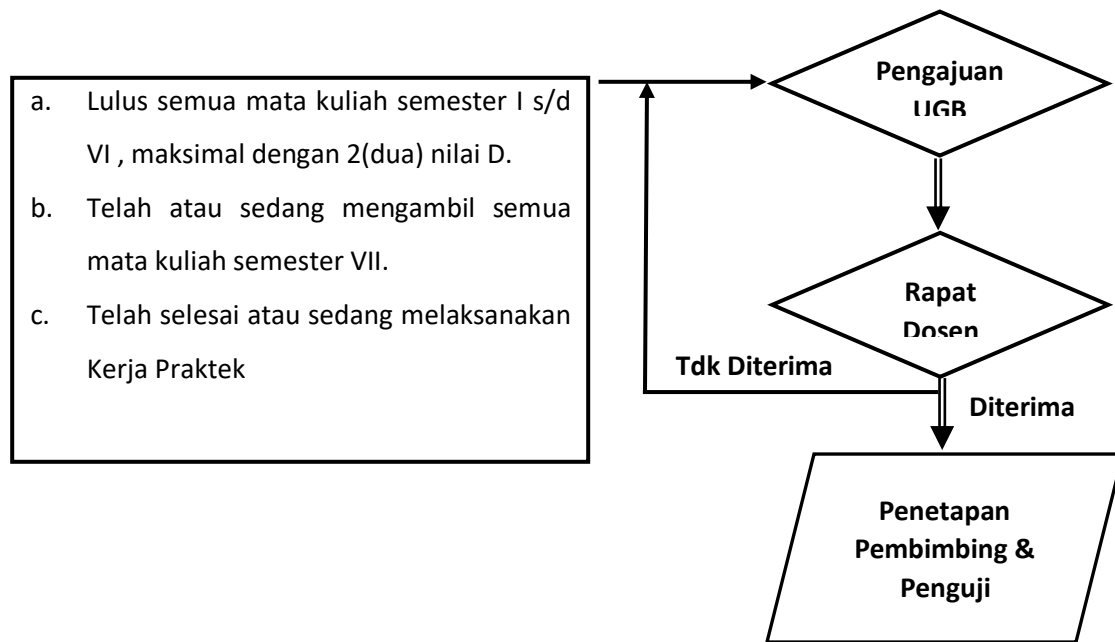 a. Lulus semua mata kuliah semester I s/d
VI , maksimal dengan 2(dua) nilai D.
b. Telah atau sedang mengambil semua
mata kuliah semester VII.
c. Telah selesai atau sedang melaksanakan
Kerja Praktek
Pengajuan
UGB
Rapat
Dosen
Tdk Diterima
Diterima
Penetapan
Pembimbing &
Penguji